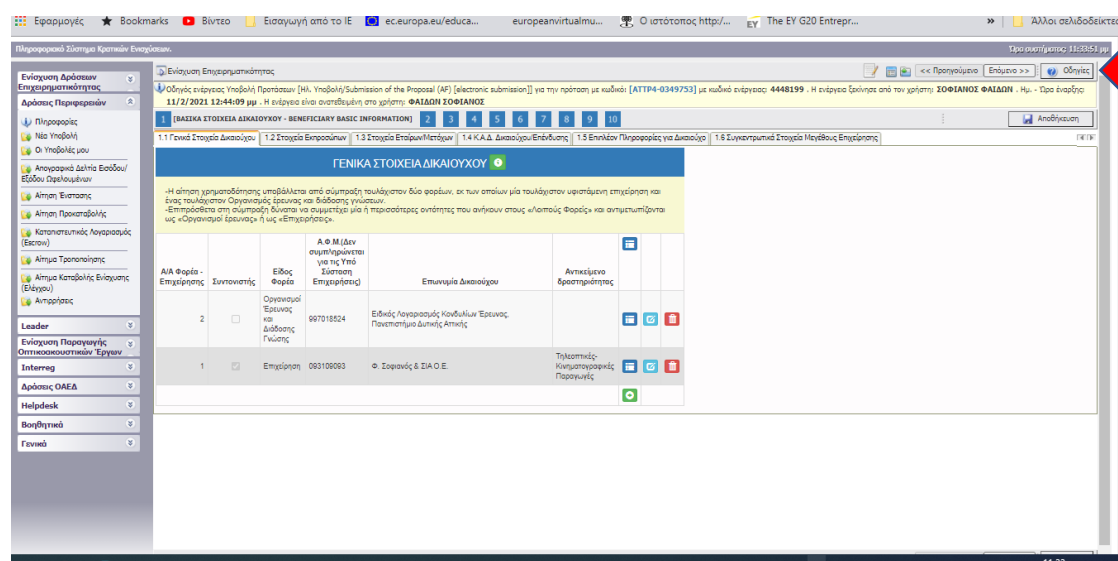 Εφαρμογές Bookmarks Βίντεο Εισαγωγή από το IE ec.europa.eu/educa... europeanvirtualmu... Ο ιστότοπος http:/... EY The EY G20 Entrepr... » Άλλοι σελιδοδείκτες
Πληροφοριακό Σύστημα Κρατικών Ενισχύσεων. Ώρα συστήματος: 11:33:51 μμ
Ενίσχυση Δράσεων Επιχειρηματικότητας
Δράσεις Περιφερειών
Πληροφορίες
Νέα Υποβολή
Οι Υποβολές μου
Απογραφικά Δελτία Εισόδου/
Εξόδου Ωφελουμένων
Αίτηση Ένστασης
Αίτηση Προκαταβολής
Καταπιστευτικός Λογαριασμός
(Escrow)
Αίτημα Τροποποίησης
Αίτημα Καταβολής Ενίσχυσης
(Ελέγχου)
Αντιρρήσεις
Leader
Ενίσχυση Παραγωγής
Οπτικοακουστικών Έργων
Interreg
Δράσεις ΟΑΕΔ
Helpdesk
Βοηθητικά
Γενικά
Ενίσχυση Επιχειρηματικότητας << Προηγούμενο Επόμενο >> Οδηγίες
Οδηγός ενέργειας Υποβολή Προτάσεων [Ηλ. Υποβολή/Submission of the Proposal (AF) [electronic submission]] για την πρόταση με κωδικό: [ΑΤΤΡ4-0349753] με κωδικό ενέργειας: 4448199 . Η ενέργεια ξεκίνησε από τον χρήστη: ΣΟΦΙΑΝΟΣ ΦΑΙΔΩΝ . Ημ. - Ώρα έναρξης:
11/2/2021 12:44:09 μμ . Η ενέργεια είναι ανατεθειμένη στο χρήστη: ΦΑΙΔΩΝ ΣΟΦΙΑΝΟΣ
1 [ΒΑΣΙΚΑ ΣΤΟΙΧΕΙΑ ΔΙΚΑΙΟΥΧΟΥ - BENEFICIARY BASIC INFORMATION] 2 3 4 5 6 7 8 9 10 Αποθήκευση
1.1 Γενικά Στοιχεία Δικαιούχου 1.2 Στοιχεία Εκπροσώπων 1.3 Στοιχεία Εταίρων/Μετόχων 1.4 Κ.Α.Δ. Δικαιούχου/Επένδυσης 1.5 Επιπλέον Πληροφορίες για Δικαιούχο 1.6 Συγκεντρωτικά Στοιχεία Μεγέθους Επιχείρησης
ΓΕΝΙΚΑ ΣΤΟΙΧΕΙΑ ΔΙΚΑΙΟΥΧΟΥ
-Η αίτηση χρηματοδότησης υποβάλλεται από σύμπραξη τουλάχιστον δύο φορέων, εκ των οποίων μία τουλάχιστον υφιστάμενη επιχείρηση και
ένας τουλάχιστον Οργανισμός έρευνας και διάδοσης γνώσεων.
-Επιπρόσθετα στη σύμπραξη δύναται να συμμετέχει μία ή περισσότερες οντότητες που ανήκουν στους «Λοιπούς Φορείς» και αντιμετωπίζονται
ως «Οργανισμοί έρευνας» ή ως «Επιχειρήσεις».
Α/Α Φορέα - Επιχείρησης Συντονιστής Είδος Φορέα Α.Φ.Μ.(Δεν συμπληρώνεται για τις Υπό Σύσταση Επιχειρήσεις) Επωνυμία Δικαιούχου Αντικείμενο δραστηριότητας
2 Οργανισμοί Έρευνας και Διάδοσης Γνώσης 997018524 Ειδικός Λογαριασμός Κονδυλίων Έρευνας, Πανεπιστήμιο Δυτικής Αττικής
1 Επιχείρηση 093109093 Φ. Σοφιανός & ΣΙΑ Ο.Ε. Τηλεοπτικές-Κινηματογραφικές Παραγωγές